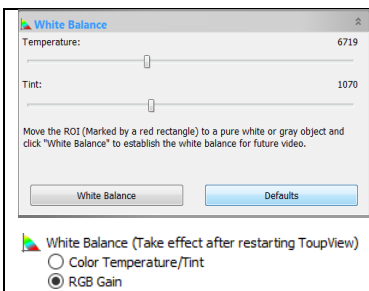 White Balance
Temperature: 6719
Tint: 1070
Move the ROI (Marked by a red rectangle) to a pure white or gray object and
click "White Balance" to establish the white balance for future video.
White Balance Defaults
White Balance (Take effect after restarting ToupView)
Color Temperature/Tint
RGB Gain